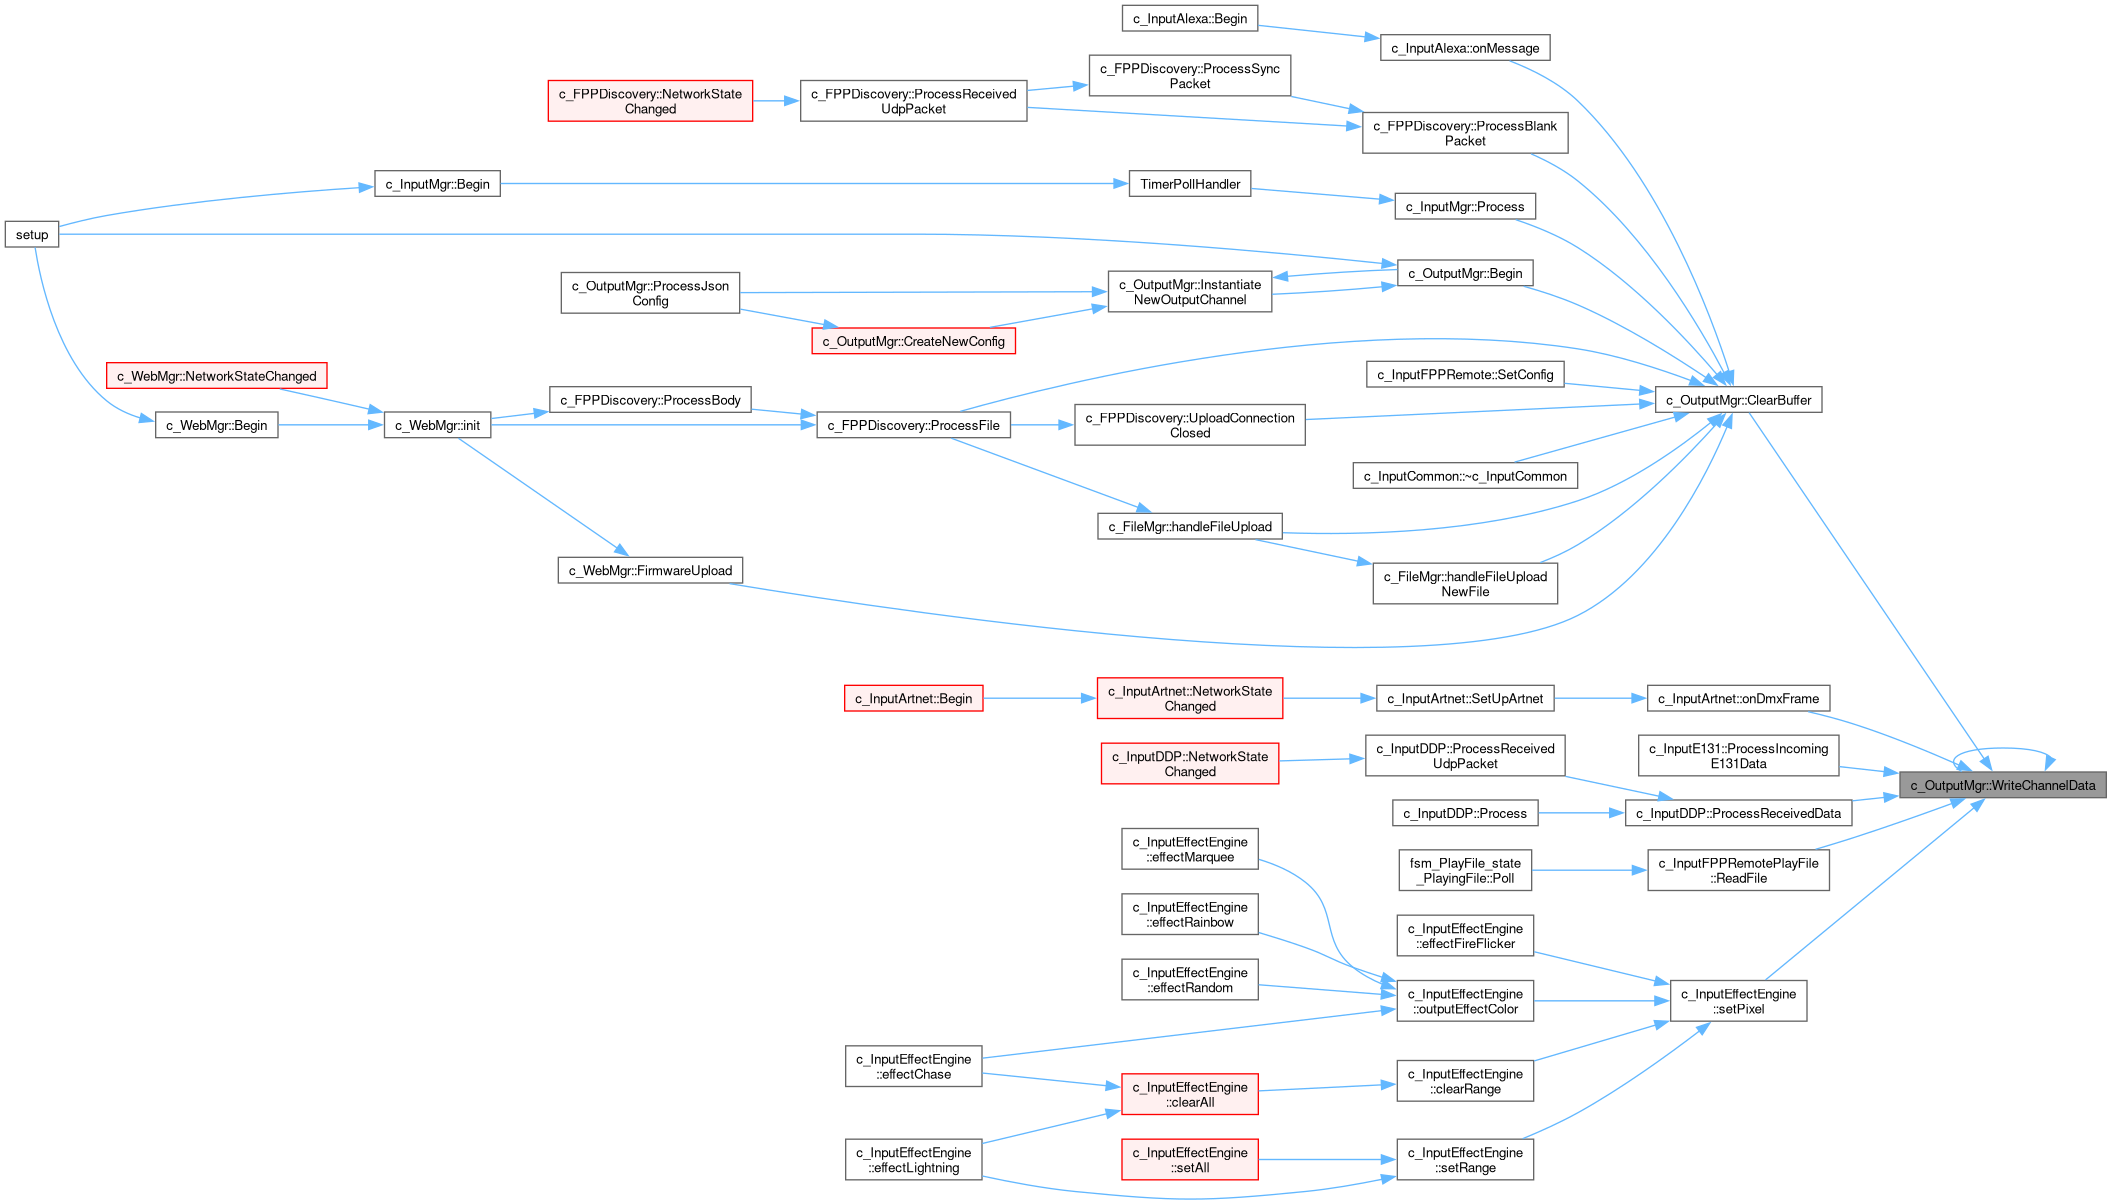 c_InputAlexa::Begin
c_InputAlexa::onMessage
c_FPPDiscovery::ProcessSync
Packet
c_FPPDiscovery::NetworkState
Changed
c_FPPDiscovery::ProcessReceived
UdpPacket
c_FPPDiscovery::ProcessBlank
Packet
c_InputMgr::Begin
TimerPollHandler
c_InputMgr::Process
setup
c_OutputMgr::ProcessJson
Config
c_OutputMgr::Instantiate
NewOutputChannel
c_OutputMgr::Begin
c_OutputMgr::CreateNewConfig
c_WebMgr::NetworkStateChanged
c_InputFPPRemote::SetConfig
c_OutputMgr::ClearBuffer
c_FPPDiscovery::ProcessBody
c_WebMgr::Begin
c_WebMgr::init
c_FPPDiscovery::ProcessFile
c_FPPDiscovery::UploadConnection
Closed
c_InputCommon::~c_InputCommon
c_FileMgr::handleFileUpload
c_WebMgr::FirmwareUpload
c_FileMgr::handleFileUpload
NewFile
c_InputArtnet::Begin
c_InputArtnet::NetworkState
Changed
c_InputArtnet::SetUpArtnet
c_InputArtnet::onDmxFrame
c_InputDDP::NetworkState
Changed
c_InputDDP::ProcessReceived
UdpPacket
c_InputE131::ProcessIncoming
E131Data
c_OutputMgr::WriteChannelData
c_InputDDP::Process
c_InputDDP::ProcessReceivedData
c_InputEffectEngine
::effectMarquee
fsm_PlayFile_state
_PlayingFile::Poll
c_InputFPPRemotePlayFile
::ReadFile
c_InputEffectEngine
::effectRainbow
c_InputEffectEngine
::effectFireFlicker
c_InputEffectEngine
::effectRandom
c_InputEffectEngine
::outputEffectColor
c_InputEffectEngine
::setPixel
c_InputEffectEngine
::effectChase
c_InputEffectEngine
::clearAll
c_InputEffectEngine
::clearRange
c_InputEffectEngine
::effectLightning
c_InputEffectEngine
::setAll
c_InputEffectEngine
::setRange